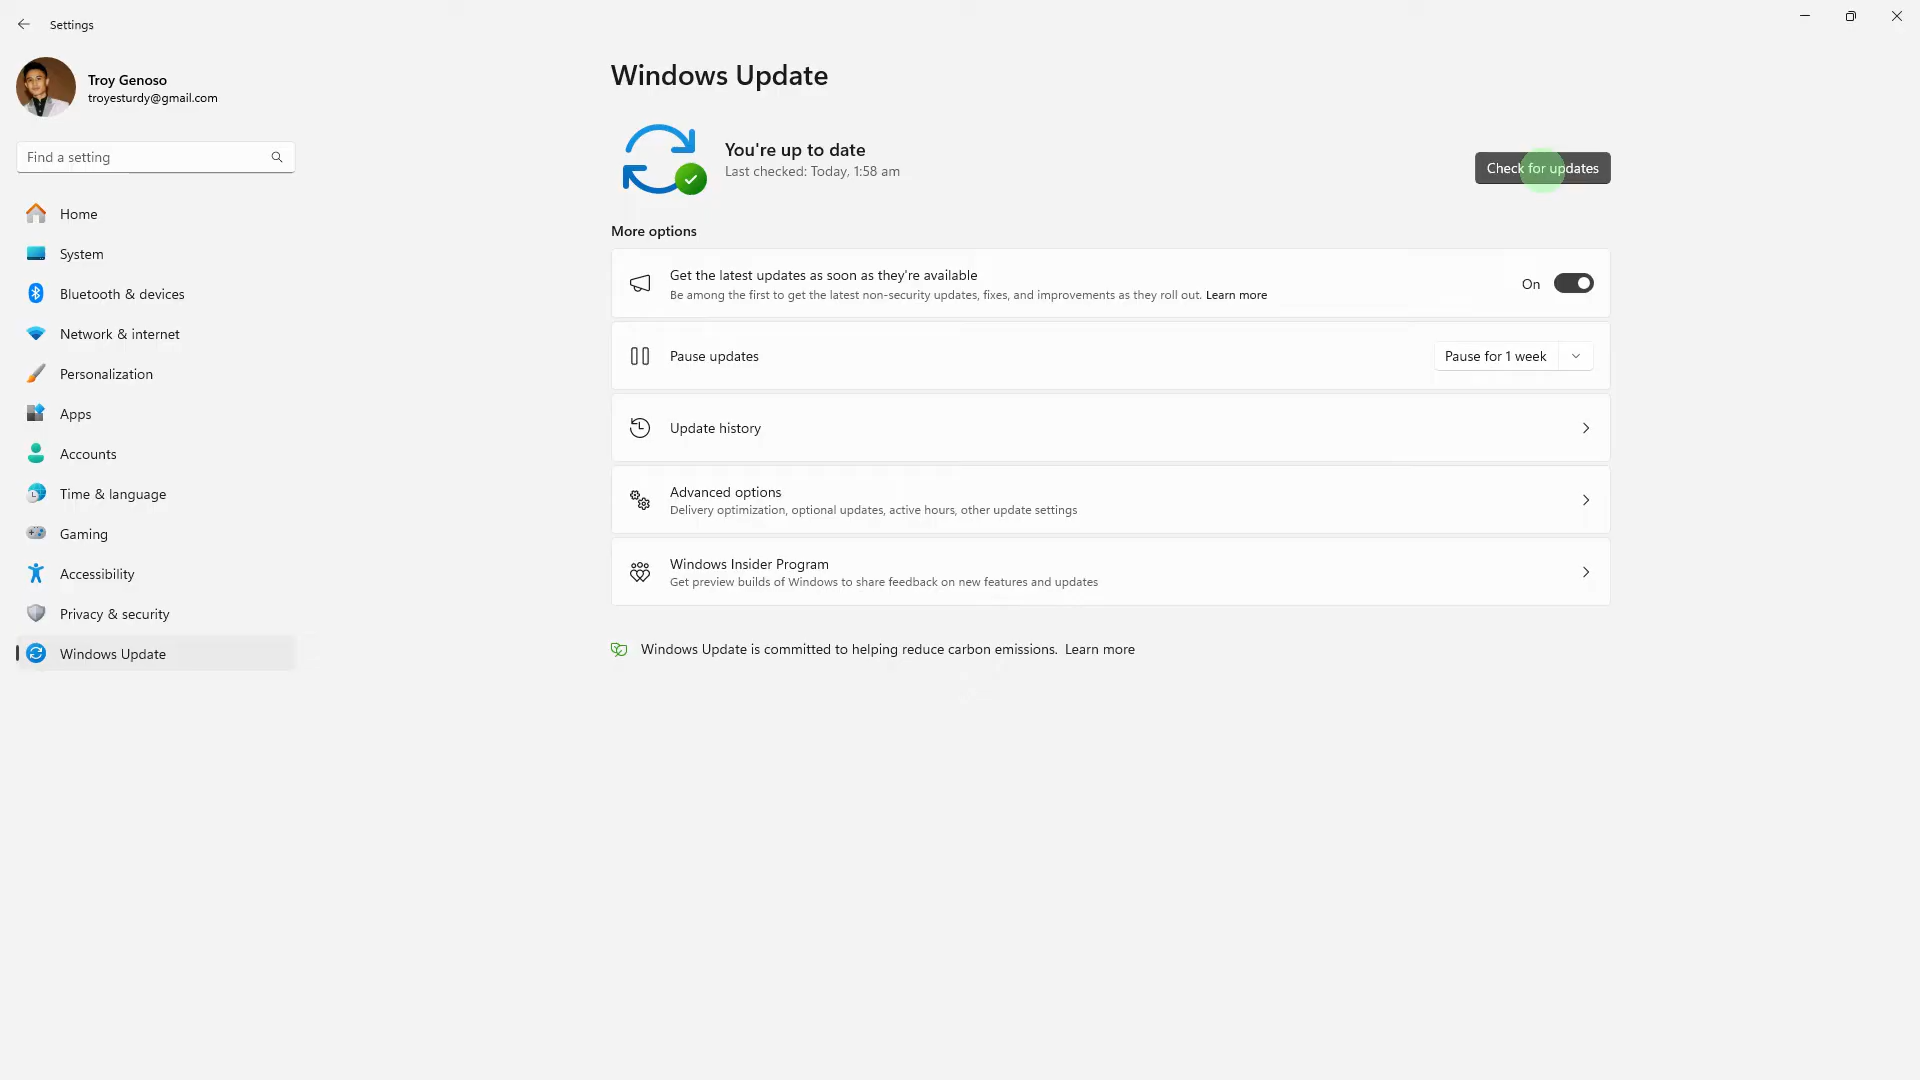 Settings
Troy Genoso
troyesturdy@gmail.com
Find a setting
Home
System
Bluetooth & devices
Network & internet
Personalization
Apps
Accounts
Time & language
Gaming
Accessibility
Privacy & security
Windows Update
Windows Update
You're up to date
Last checked: Today, 1:58 am
Check for updates
More options
Get the latest updates as soon as they're available
Be among the first to get the latest non-security updates, fixes, and improvements as they roll out. Learn more
On
Pause updates
Pause for 1 week
Update history
Advanced options
Delivery optimization, optional updates, active hours, other update settings
Windows Insider Program
Get preview builds of Windows to share feedback on new features and updates
Windows Update is committed to helping reduce carbon emissions. Learn more